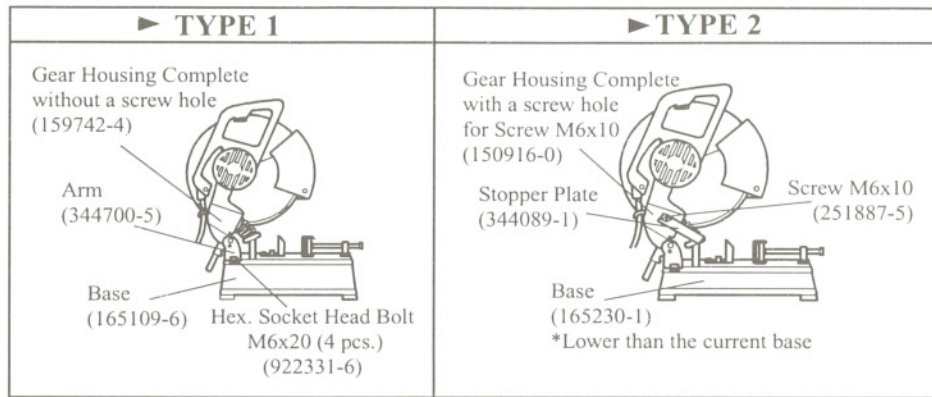 ► TYPE 1
Gear Housing Complete
without a screw hole
(159742-4)
Arm
(344700-5)
Base
(165109-6)
Hex. Socket Head Bolt
M6x20 (4 pcs.)
(922331-6)
► TYPE 2
Gear Housing Complete
with a screw hole
for Screw M6x10
(150916-0)
Stopper Plate
(344089-1)
Screw M6x10
(251887-5)
Base
(165230-1)
*Lower than the current base